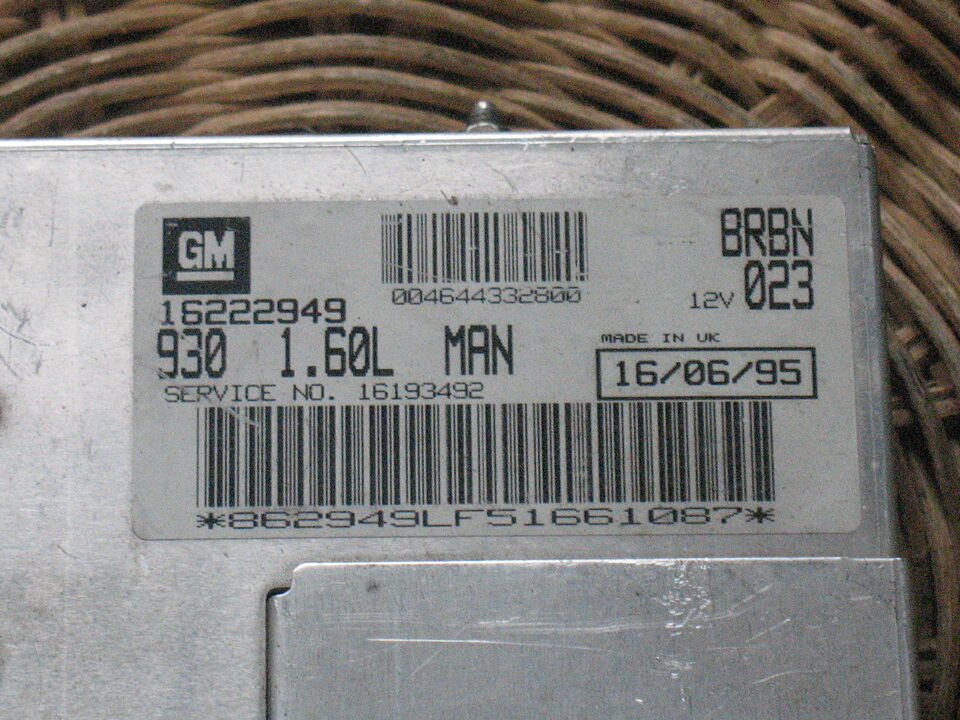 GM
004644332800
BRBN
12V 023
16222949
930 1.60L MAN
MADE IN UK
16/06/95
SERVICE NO. 16193492
*862949LF51661087*